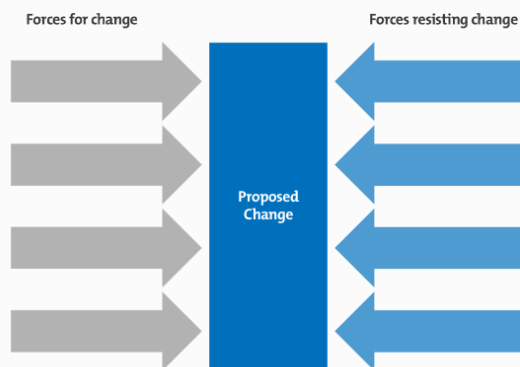 Forces for change
Forces resisting change
Proposed
Change